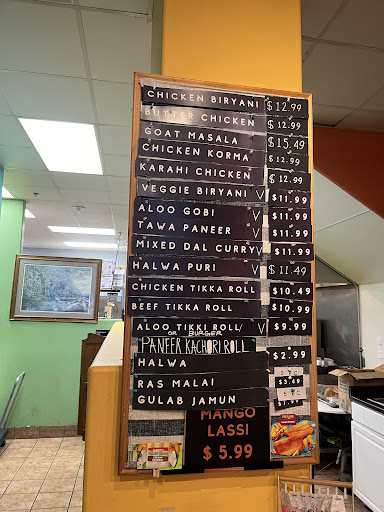 CHICKEN BIRYANI $12.99
BUTTER CHICKEN $12.99
GOAT MASALA $15.49
CHICKEN KORMA $12.99
KARAHI CHICKEN $12.99
VEGGIE BIRYANI V $11.99
ALOO GOBI V $11.99
TAWA PANEER V $11.99
MIXED DAL CURRY V $11.99
HALWA PURI V $11.49
CHICKEN TIKKA ROLL $10.49
BEEF TIKKA ROLL $10.99
ALOO TIKKI ROLL / V $9.99
OR BURGER
PANEER KACHORI ROLL
HALWA $2.99
RAS MALAI $3.49
GULAB JAMUN
MANGO
LASSI
$5.99